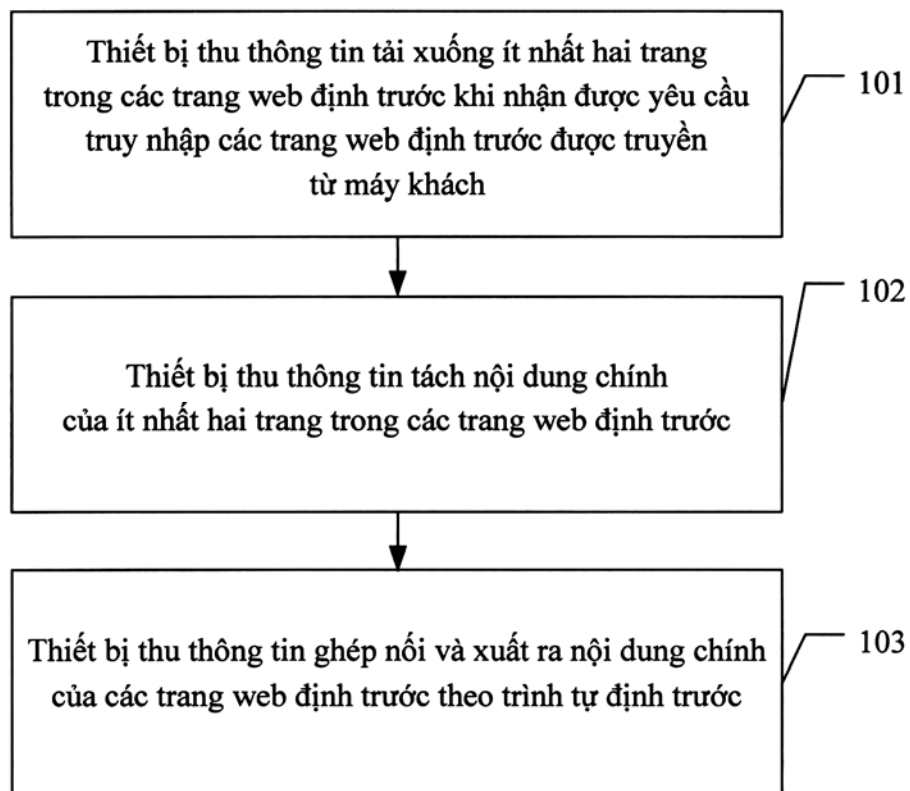 Thiết bị thu thông tin tải xuống ít nhất hai trang
trong các trang web định trước khi nhận được yêu cầu
truy nhập các trang web định trước được truyền
từ máy khách
101
102
Thiết bị thu thông tin tách nội dung chính
của ít nhất hai trang trong các trang web định trước
Thiết bị thu thông tin ghép nối và xuất ra nội dung chính
của các trang web định trước theo trình tự định trước
103